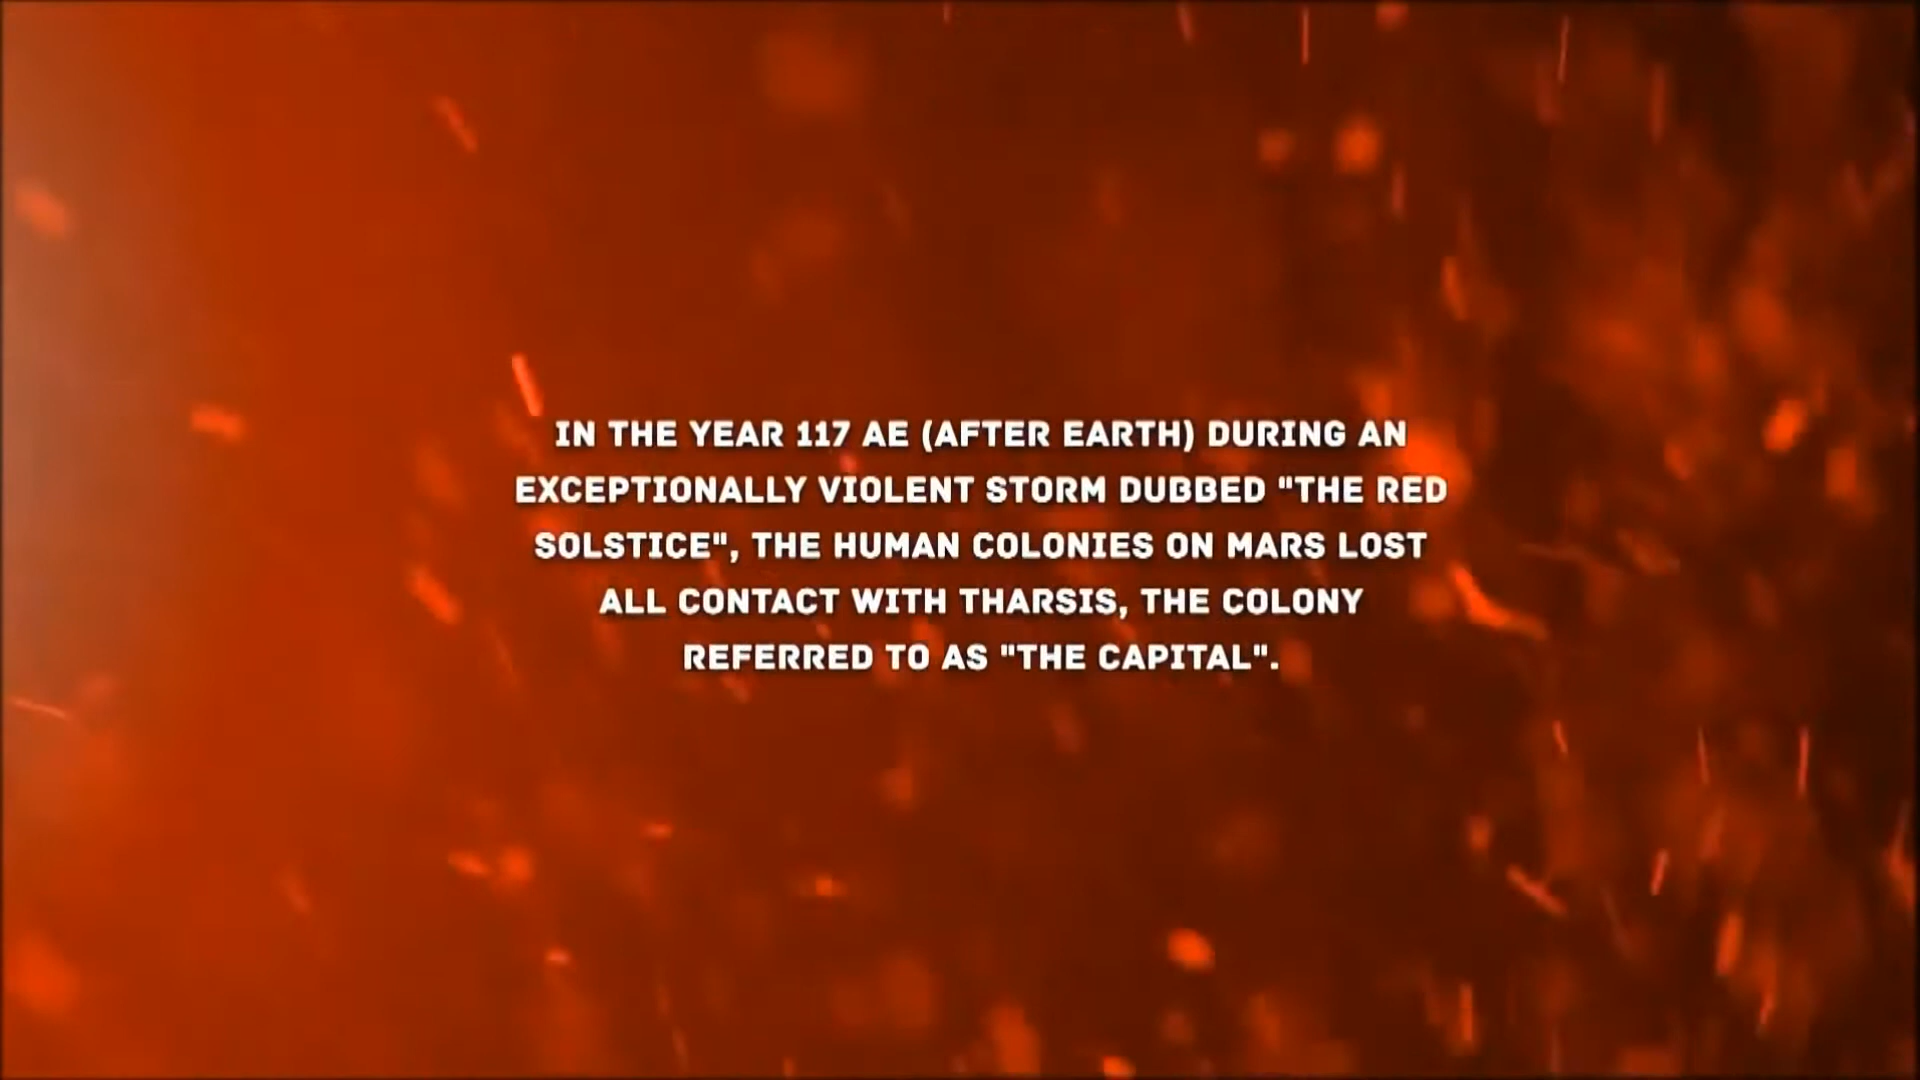 IN THE YEAR 117 AE (AFTER EARTH) DURING AN
EXCEPTIONALLY VIOLENT STORM DUBBED "THE RED
SOLSTICE", THE HUMAN COLONIES ON MARS LOST
ALL CONTACT WITH THARSIS, THE COLONY
REFERRED TO AS "THE CAPITAL".